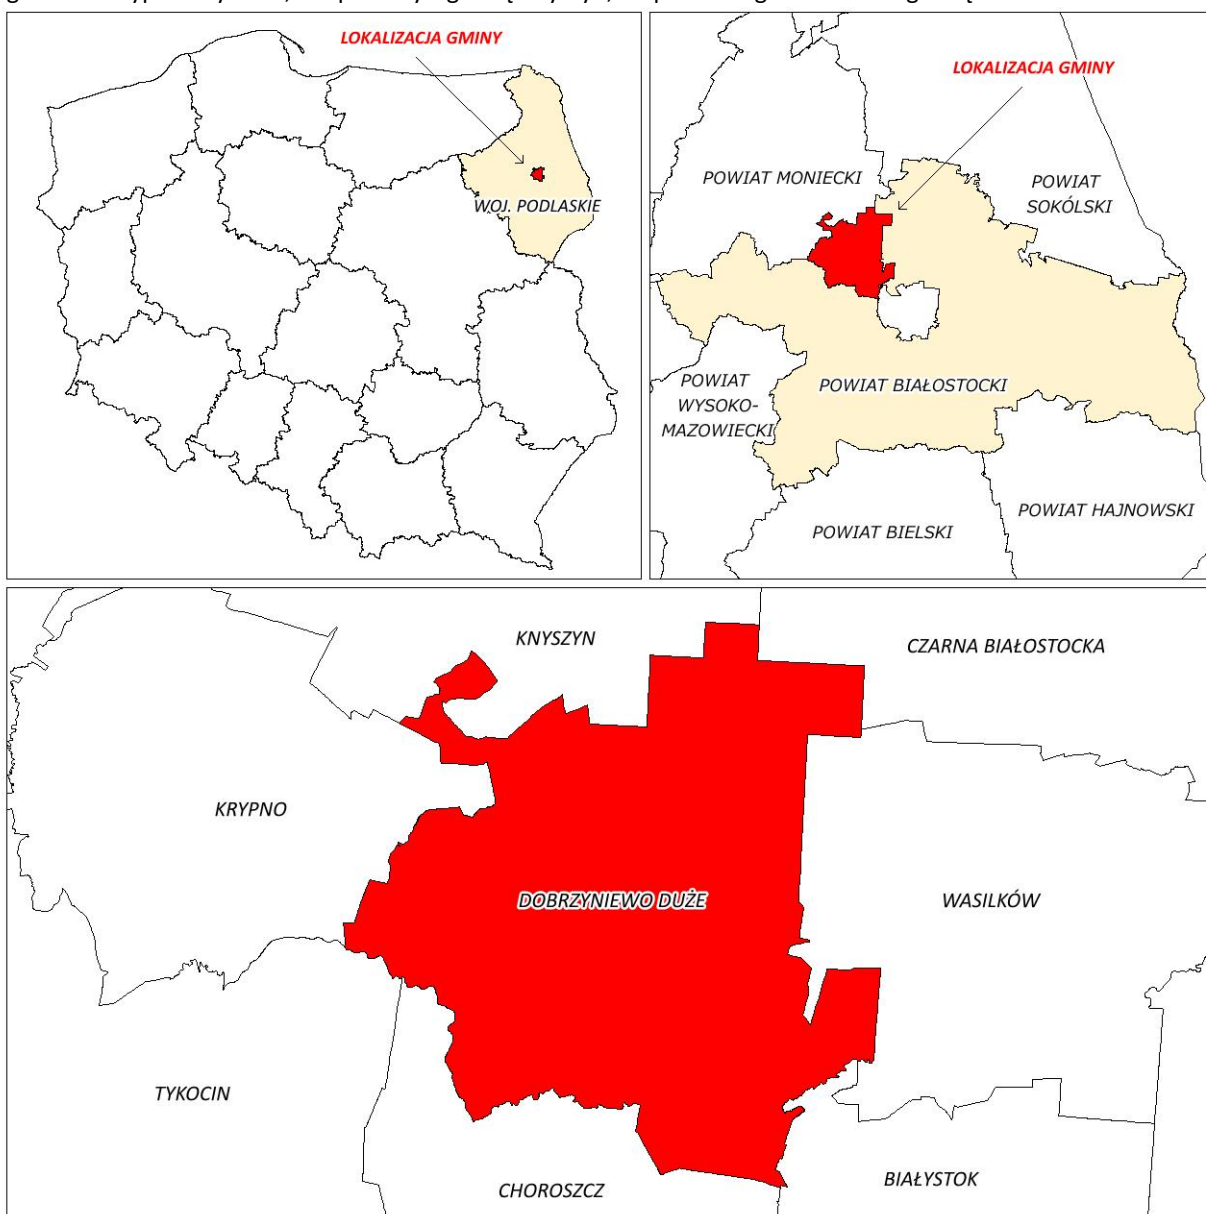 LOKALIZACJA GMINY
WOJ. PODLASKIE
LOKALIZACJA GMINY
POWIAT MONIECKI
POWIAT
SOKÓLSKI
POWIAT
WYSOKO-
MAZOWIECKI
POWIAT BIAŁOSTOCKI
POWIAT HAJNOWSKI
POWIAT BIELSKI
KNYSZYN
CZARNA BIAŁOSTOCKA
KRYPNO
DOBRZYNIEWO DUŻE
WASILKÓW
TYKOCIN
CHOROSZCZ
BIAŁYSTOK